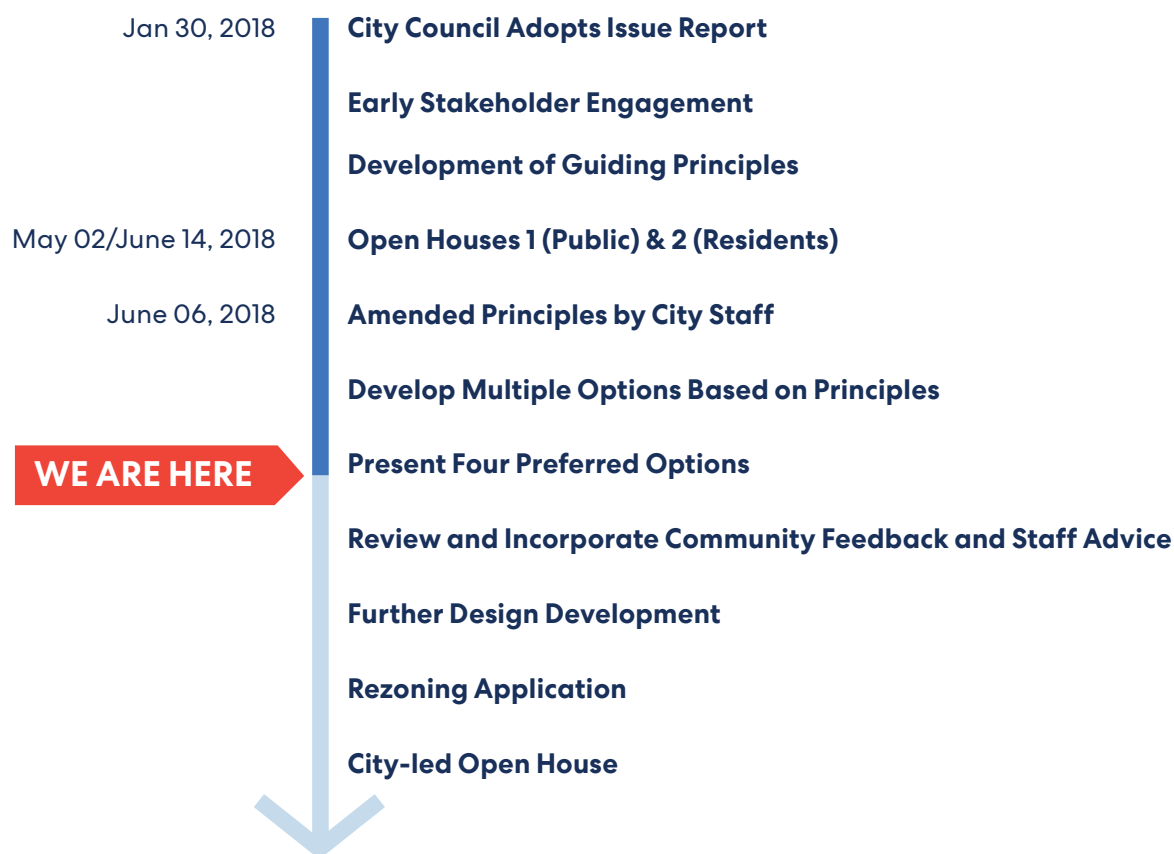 Jan 30, 2018 City Council Adopts Issue Report
Early Stakeholder Engagement
Development of Guiding Principles
May 02/June 14, 2018 Open Houses 1 (Public) & 2 (Residents)
June 06, 2018 Amended Principles by City Staff
Develop Multiple Options Based on Principles
WE ARE HERE Present Four Preferred Options
Review and Incorporate Community Feedback and Staff Advice
Further Design Development
Rezoning Application
City-led Open House